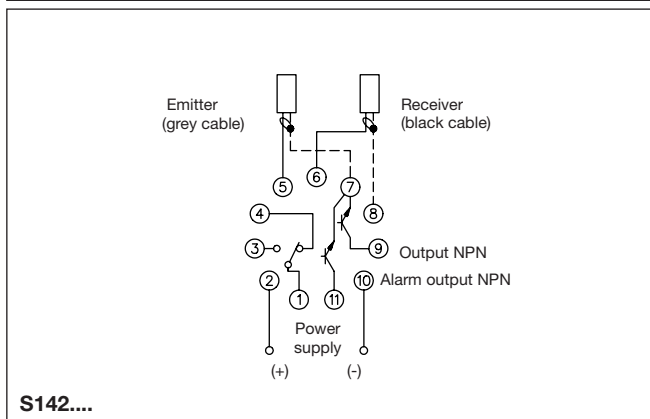 Emitter
(grey cable)
Receiver
(black cable)
5
6
7
8
4
3
9 Output NPN
2
10 Alarm output NPN
1
11
Power
supply
(+)
(-)
S142....